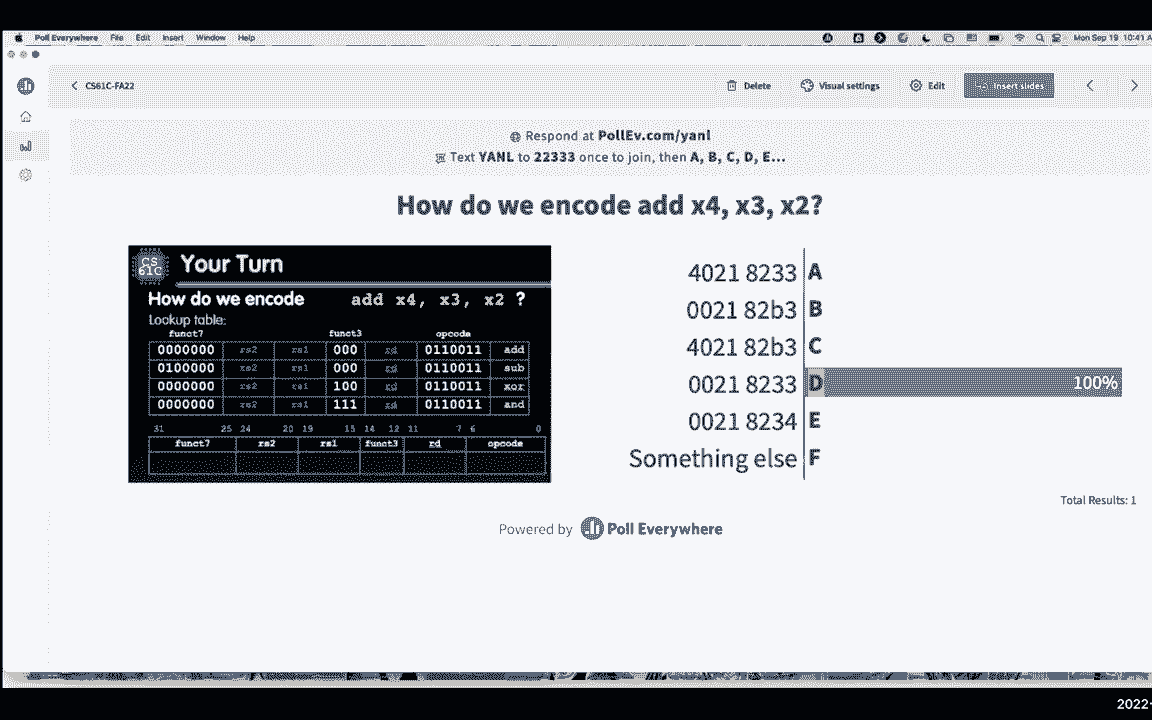 Poll Everywhere File Edit Insert Window Help Mon Sep 19 10:41 A
CS61C-FA22 Delete Visual settings Edit Insert slides
Respond at PollEv.com/yanl
Text YANL to 22333 once to join, then A, B, C, D, E...
How do we encode add x4, x3, x2?
CS 61C Your Turn
How do we encode add x4, x3, x2 ?
Lookup table:
funct7 funct3 opcode
0000000 rs2 rs1 000 rd 0110011 add
0100000 rs2 rs1 000 rd 0110011 sub
0000000 rs2 rs1 100 rd 0110011 xor
0000000 rs2 rs1 111 rd 0110011 and
31 25 24 20 19 15 14 12 11 7 6 0
funct7 rs2 rs1 funct3 rd opcode
4021 8233 A
0021 82b3 B
4021 82b3 C
0021 8233 D 100%
0021 8234 E
Something else F
Total Results: 1
Powered by Poll Everywhere
2022-